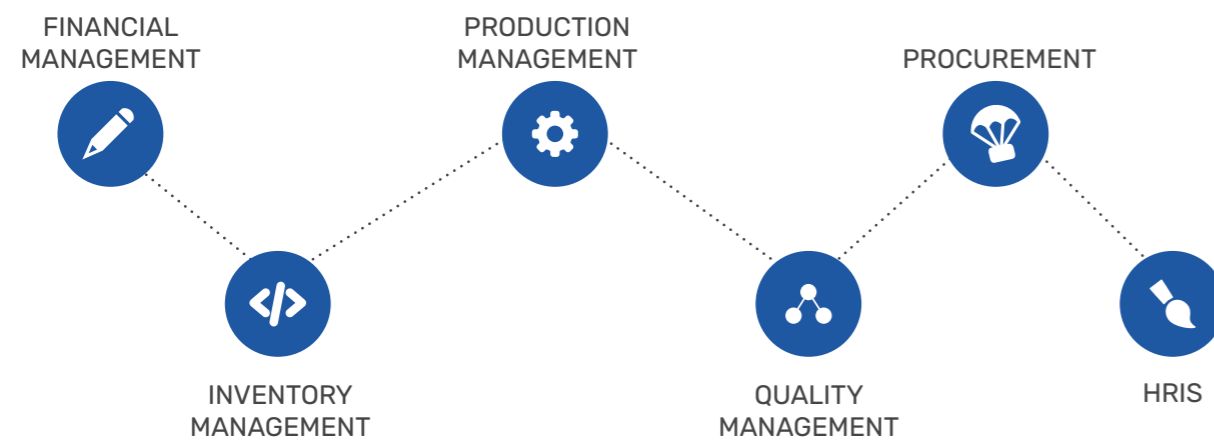 FINANCIAL
MANAGEMENT
PRODUCTION
MANAGEMENT
PROCUREMENT
INVENTORY
MANAGEMENT
QUALITY
MANAGEMENT
HRIS